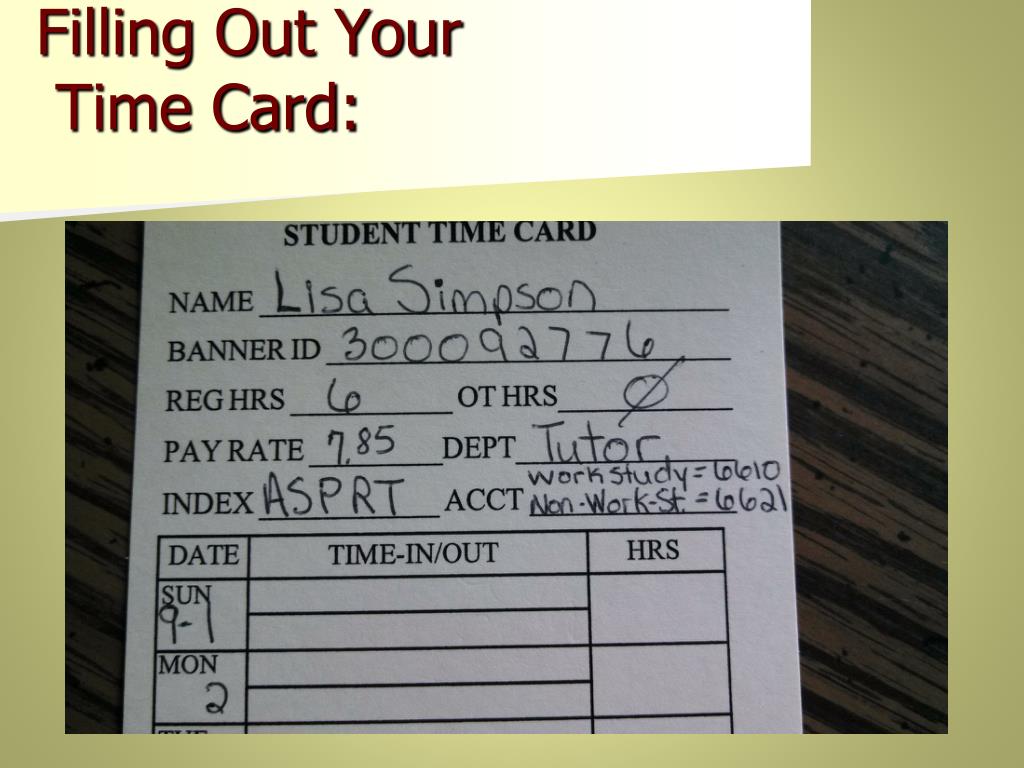 Filling Out Your
Time Card:
STUDENT TIME CARD
NAME Lisa Simpson
BANNER ID 300092776
REG HRS 6 OT HRS Ø
PAY RATE 7.85 DEPT Tutor
INDEX ASPRT ACCT Work Study = 6610
Non-Work-St. = 6621
DATE TIME-IN/OUT HRS
SUN
9-1
MON
2
TUE